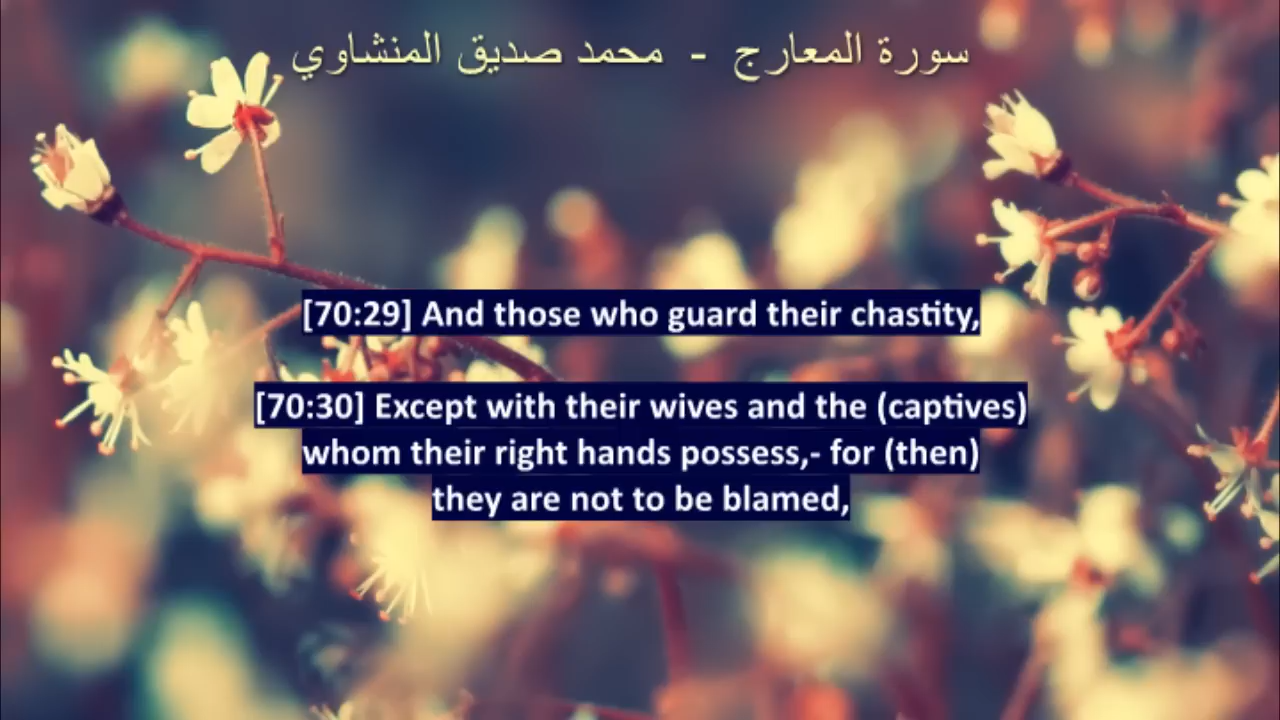 سورة المعارج - محمد صديق المنشاوي
[70:29] And those who guard their chastity,
[70:30] Except with their wives and the (captives)
whom their right hands possess,- for (then)
they are not to be blamed,